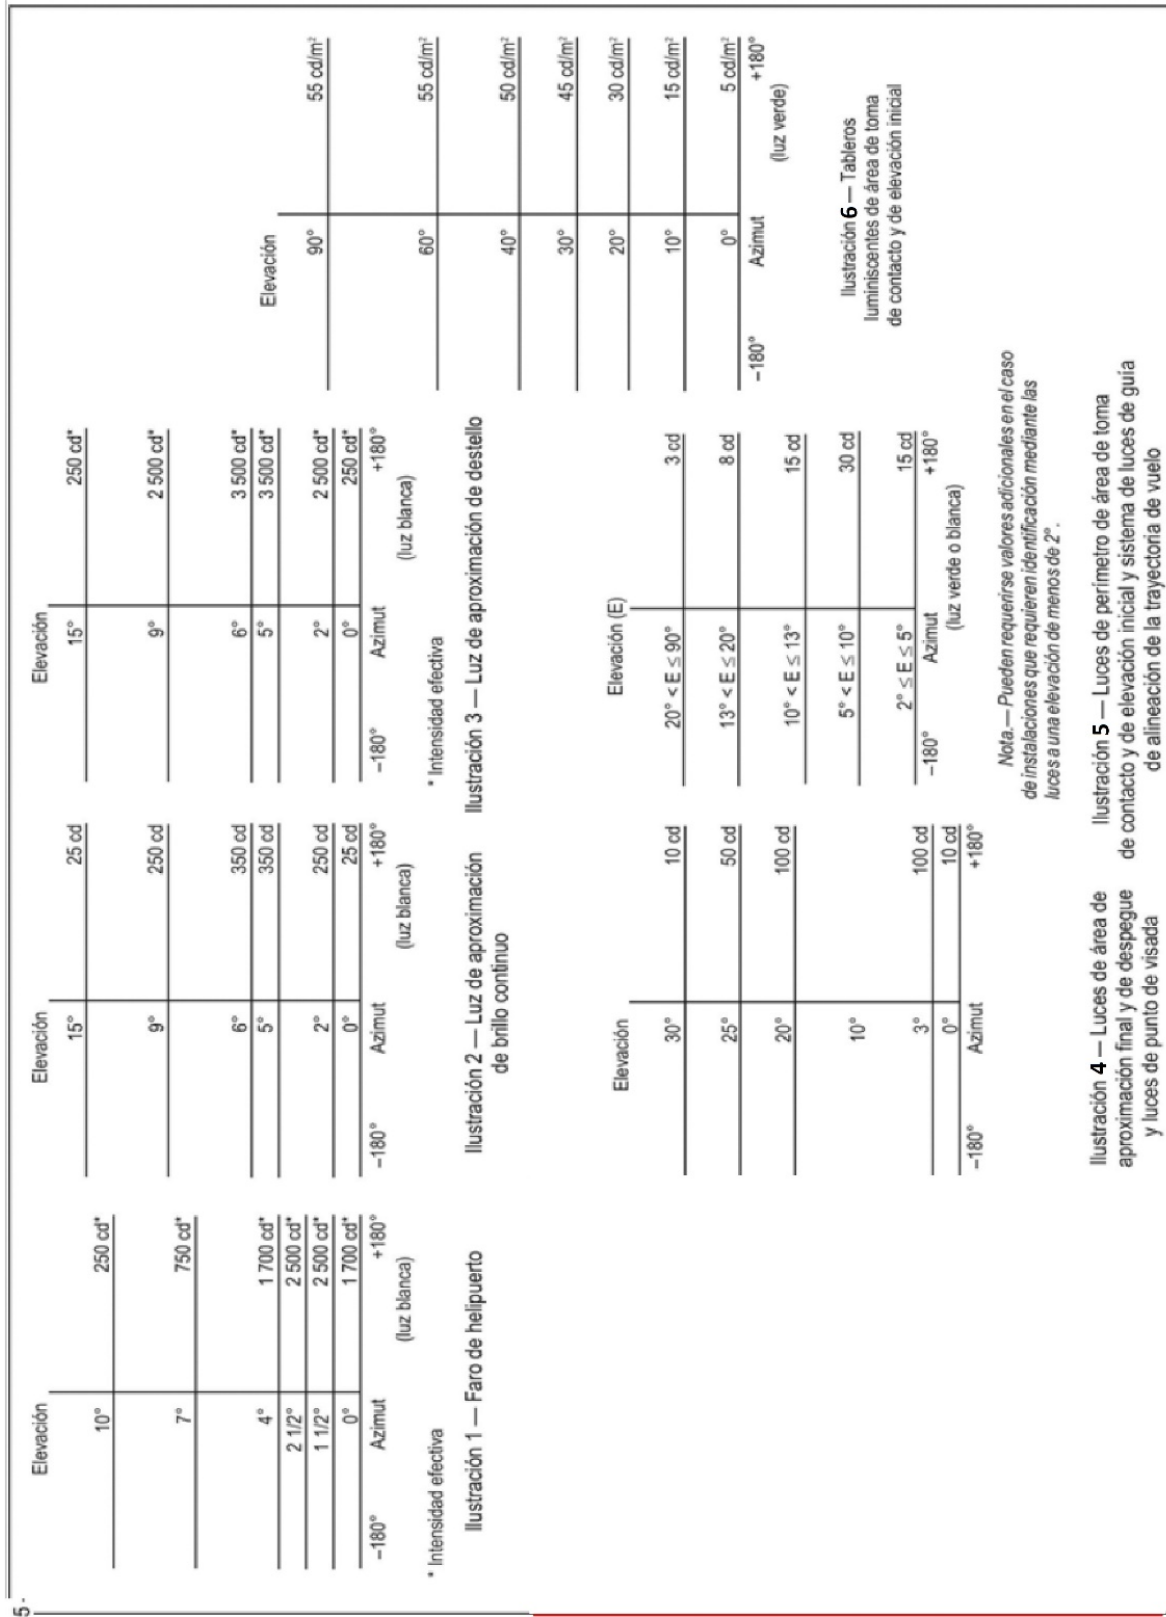 5 -
Elevación
10° 250 cd*
7° 750 cd*
4° 1 700 cd*
2 1/2° 2 500 cd*
1 1/2° 2 500 cd*
0° 1 700 cd*
−180° Azimut +180°
(luz blanca)
* Intensidad efectiva
Ilustración 1 — Faro de helipuerto
Elevación
15° 25 cd
9° 250 cd
6° 350 cd
5° 350 cd
2° 250 cd
0° 25 cd
−180° Azimut +180°
(luz blanca)
Ilustración 2 — Luz de aproximación
de brillo continuo
Elevación
15° 250 cd*
9° 2 500 cd*
6° 3 500 cd*
5° 3 500 cd*
2° 2 500 cd*
0° 250 cd*
−180° Azimut +180°
(luz blanca)
* Intensidad efectiva
Ilustración 3 — Luz de aproximación de destello
Elevación
30° 10 cd
25° 50 cd
20° 100 cd
10°
3° 100 cd
0° 10 cd
−180° Azimut +180°
Ilustración 4 — Luces de área de
aproximación final y de despegue
y luces de punto de visada
Elevación (E)
20° < E ≤ 90° 3 cd
13° < E ≤ 20° 8 cd
10° < E ≤ 13° 15 cd
5° < E ≤ 10° 30 cd
2° ≤ E ≤ 5° 15 cd
−180° Azimut +180°
(luz verde o blanca)
Nota.— Pueden requerirse valores adicionales en el caso
de instalaciones que requieren identificación mediante las
luces a una elevación de menos de 2°.
Ilustración 5 — Luces de perímetro de área de toma
de contacto y de elevación inicial y sistema de luces de guía
de alineación de la trayectoria de vuelo
Elevación
90° 55 cd/m²
60° 55 cd/m²
40° 50 cd/m²
30° 45 cd/m²
20° 30 cd/m²
10° 15 cd/m²
0° 5 cd/m²
−180° Azimut +180°
(luz verde)
Ilustración 6 — Tableros
luminiscentes de área de toma
de contacto y de elevación inicial